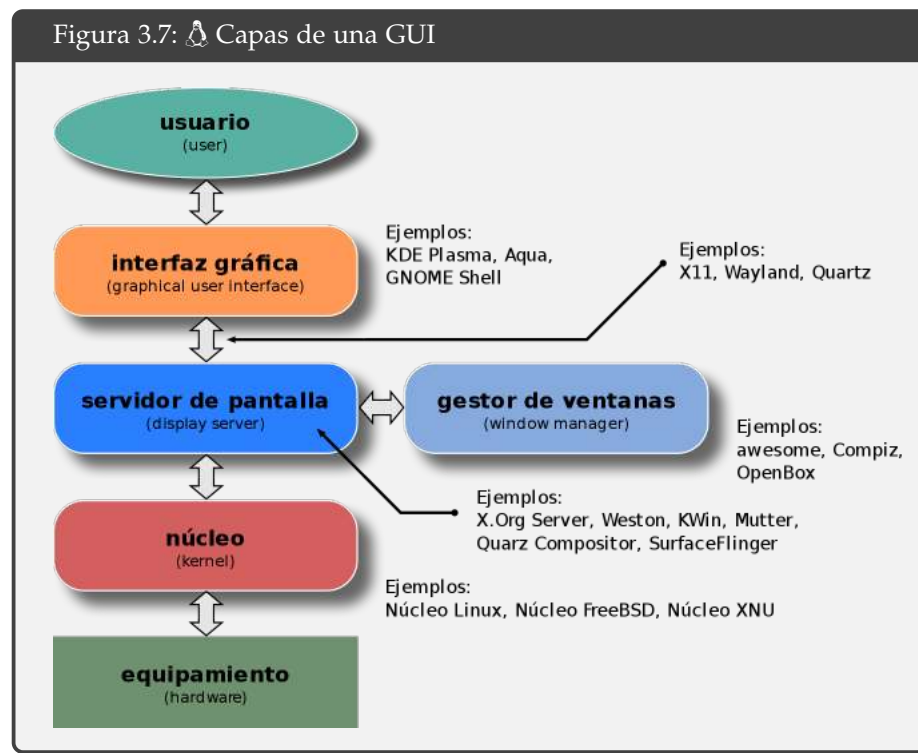 Figura 3.7: Capas de una GUI
usuario
(user)
interfaz gráfica
(graphical user interface)
Ejemplos:
KDE Plasma, Aqua,
GNOME Shell
Ejemplos:
X11, Wayland, Quartz
servidor de pantalla
(display server)
gestor de ventanas
(window manager)
Ejemplos:
awesome, Compiz,
OpenBox
Ejemplos:
X.Org Server, Weston, KWin, Mutter,
Quarz Compositor, SurfaceFlinger
núcleo
(kernel)
Ejemplos:
Núcleo Linux, Núcleo FreeBSD, Núcleo XNU
equipamiento
(hardware)